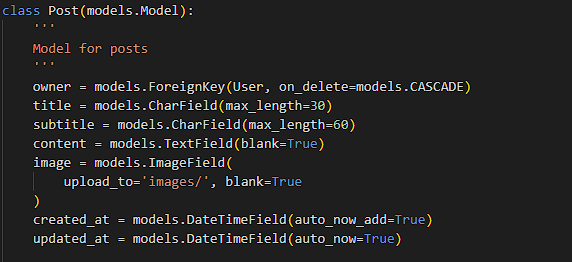 class Post(models.Model):
    '''
    Model for posts
    '''
    owner = models.ForeignKey(User, on_delete=models.CASCADE)
    title = models.CharField(max_length=30)
    subtitle = models.CharField(max_length=60)
    content = models.TextField(blank=True)
    image = models.ImageField(
        upload_to='images/', blank=True
    )
    created_at = models.DateTimeField(auto_now_add=True)
    updated_at = models.DateTimeField(auto_now=True)